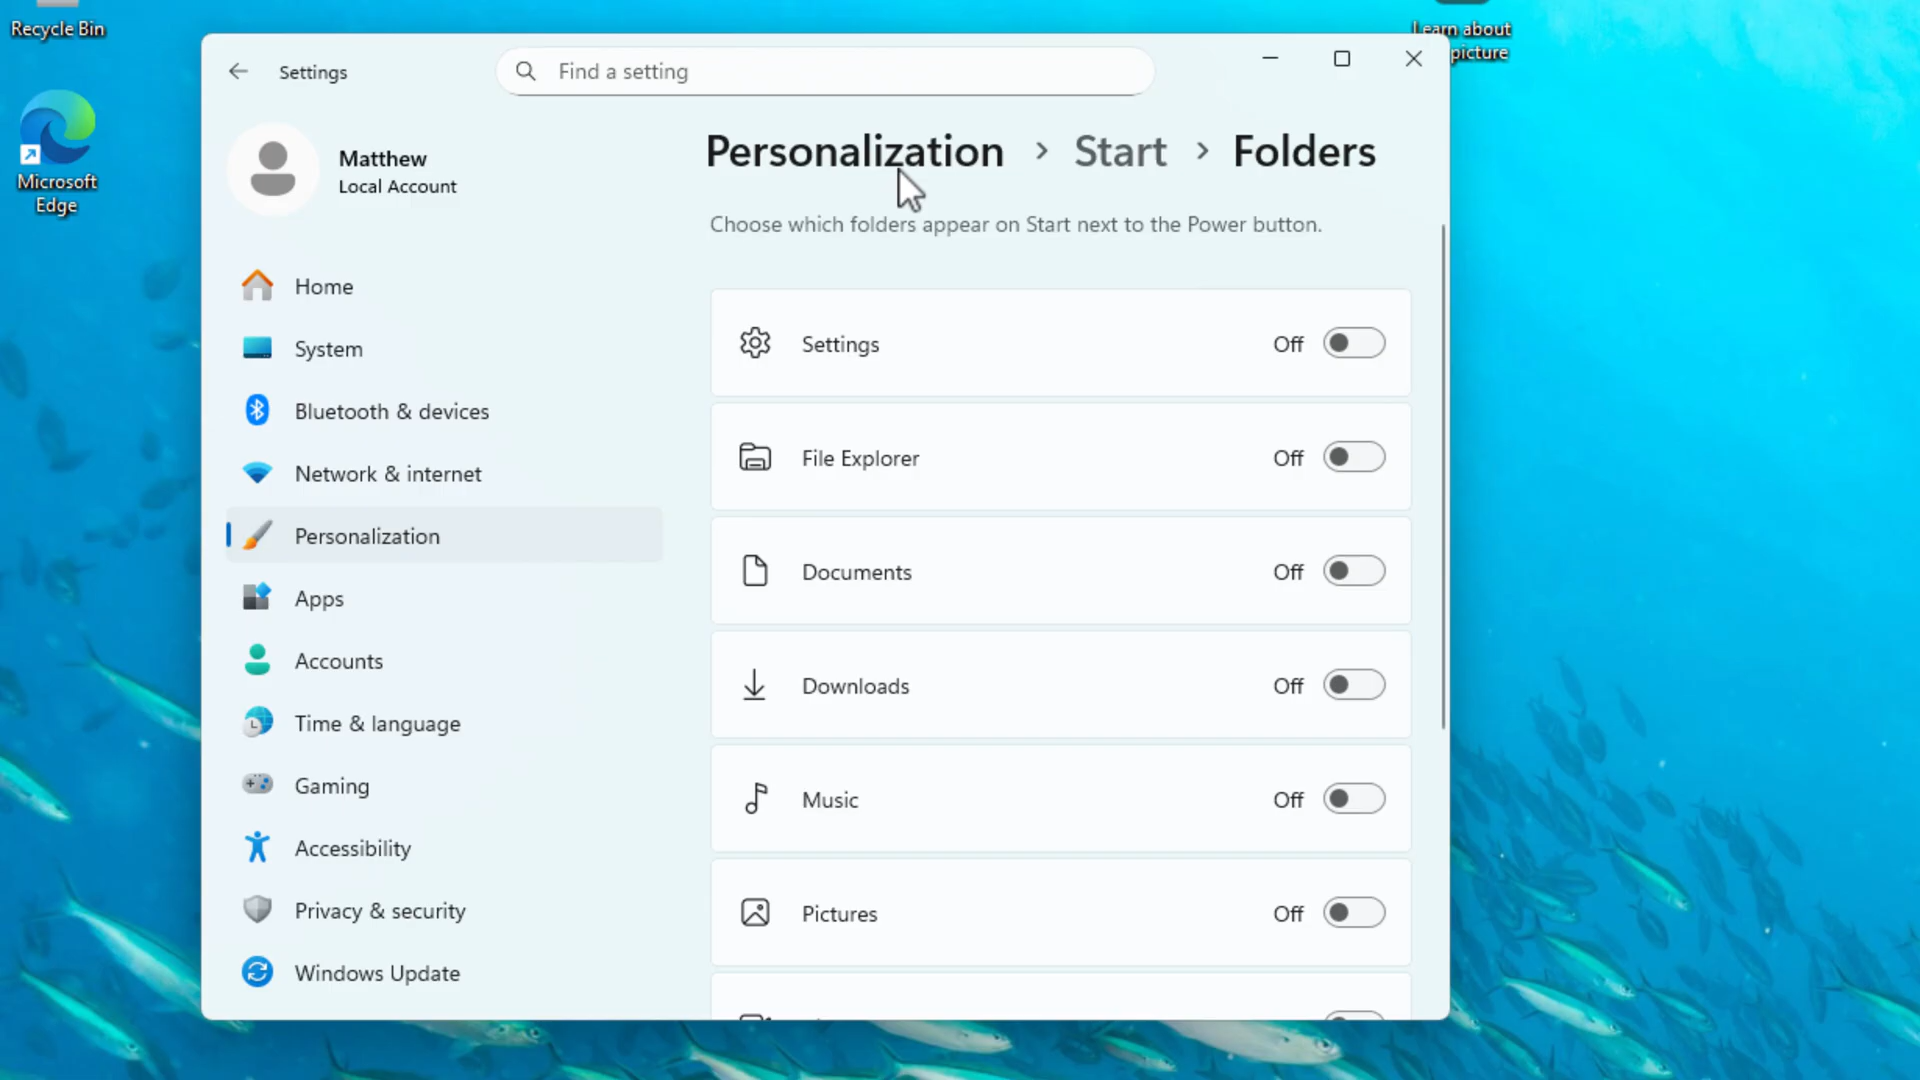 Recycle Bin
Microsoft
Edge
Learn about
picture
Settings
Find a setting
Matthew
Local Account
Home
System
Bluetooth & devices
Network & internet
Personalization
Apps
Accounts
Time & language
Gaming
Accessibility
Privacy & security
Windows Update
Personalization > Start > Folders
Choose which folders appear on Start next to the Power button.
Settings Off
File Explorer Off
Documents Off
Downloads Off
Music Off
Pictures Off